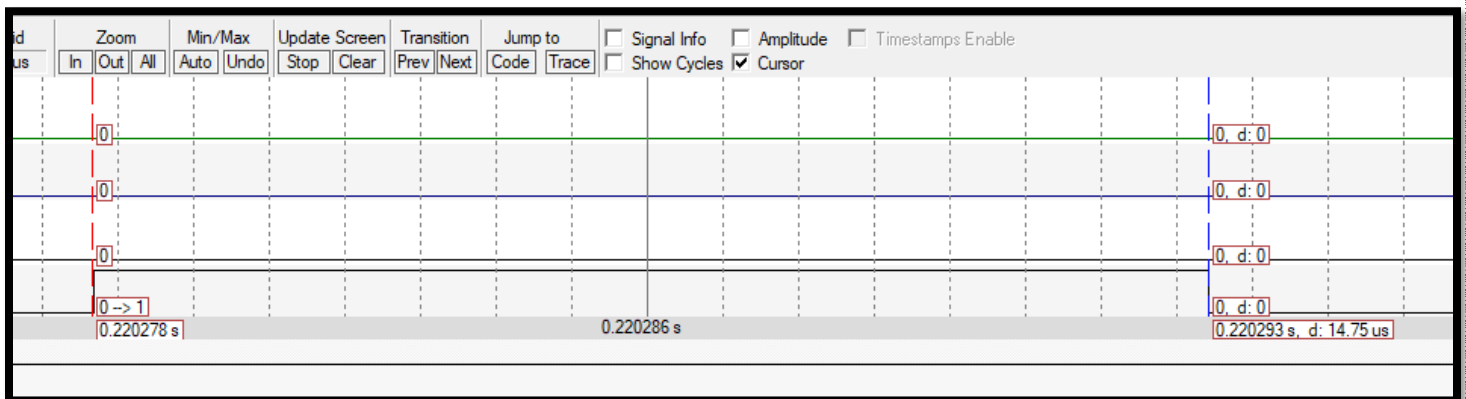 id Zoom Min/Max Update Screen Transition Jump to Signal Info Amplitude Timestamps Enable
us In Out All Auto Undo Stop Clear Prev Next Code Trace Show Cycles Cursor
0 0, d: 0
0 0, d: 0
0 0, d: 0
0 --> 1 0, d: 0
0.220278 s 0.220286 s 0.220293 s, d: 14.75 us